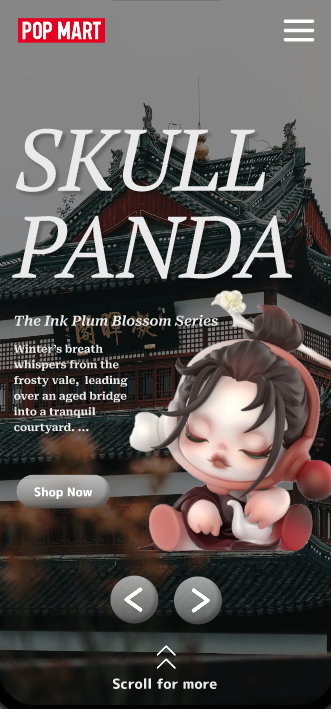 POP MART
SKULL
PANDA
The Ink Plum Blossom Series
Winter's breath
whispers from the
frosty vale, leading
over an aged bridge
into a tranquil
courtyard. ...
Shop Now
Scroll for more